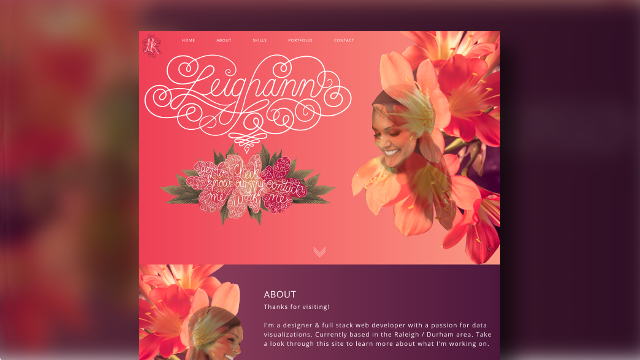 HOME ABOUT SKILLS PORTFOLIO CONTACT
Leighann
ABOUT
Thanks for visiting!
I'm a designer & full stack web developer with a passion for data
visualizations. Currently based in the Raleigh / Durham area. Take
a look through this site to learn more about what I'm working on.